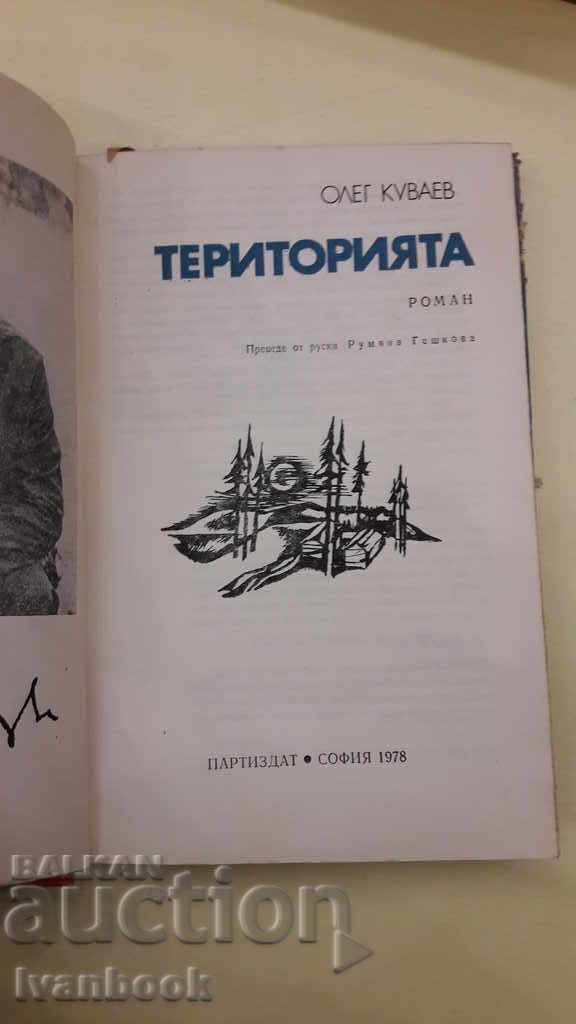 ОЛЕГ КУВАЕВ
ТЕРИТОРИЯТА
РОМАН
Преведе от руски Румяна Гешкова
ПАРТИЗДАТ • СОФИЯ 1978
BALKAN
auction
Ivanbook